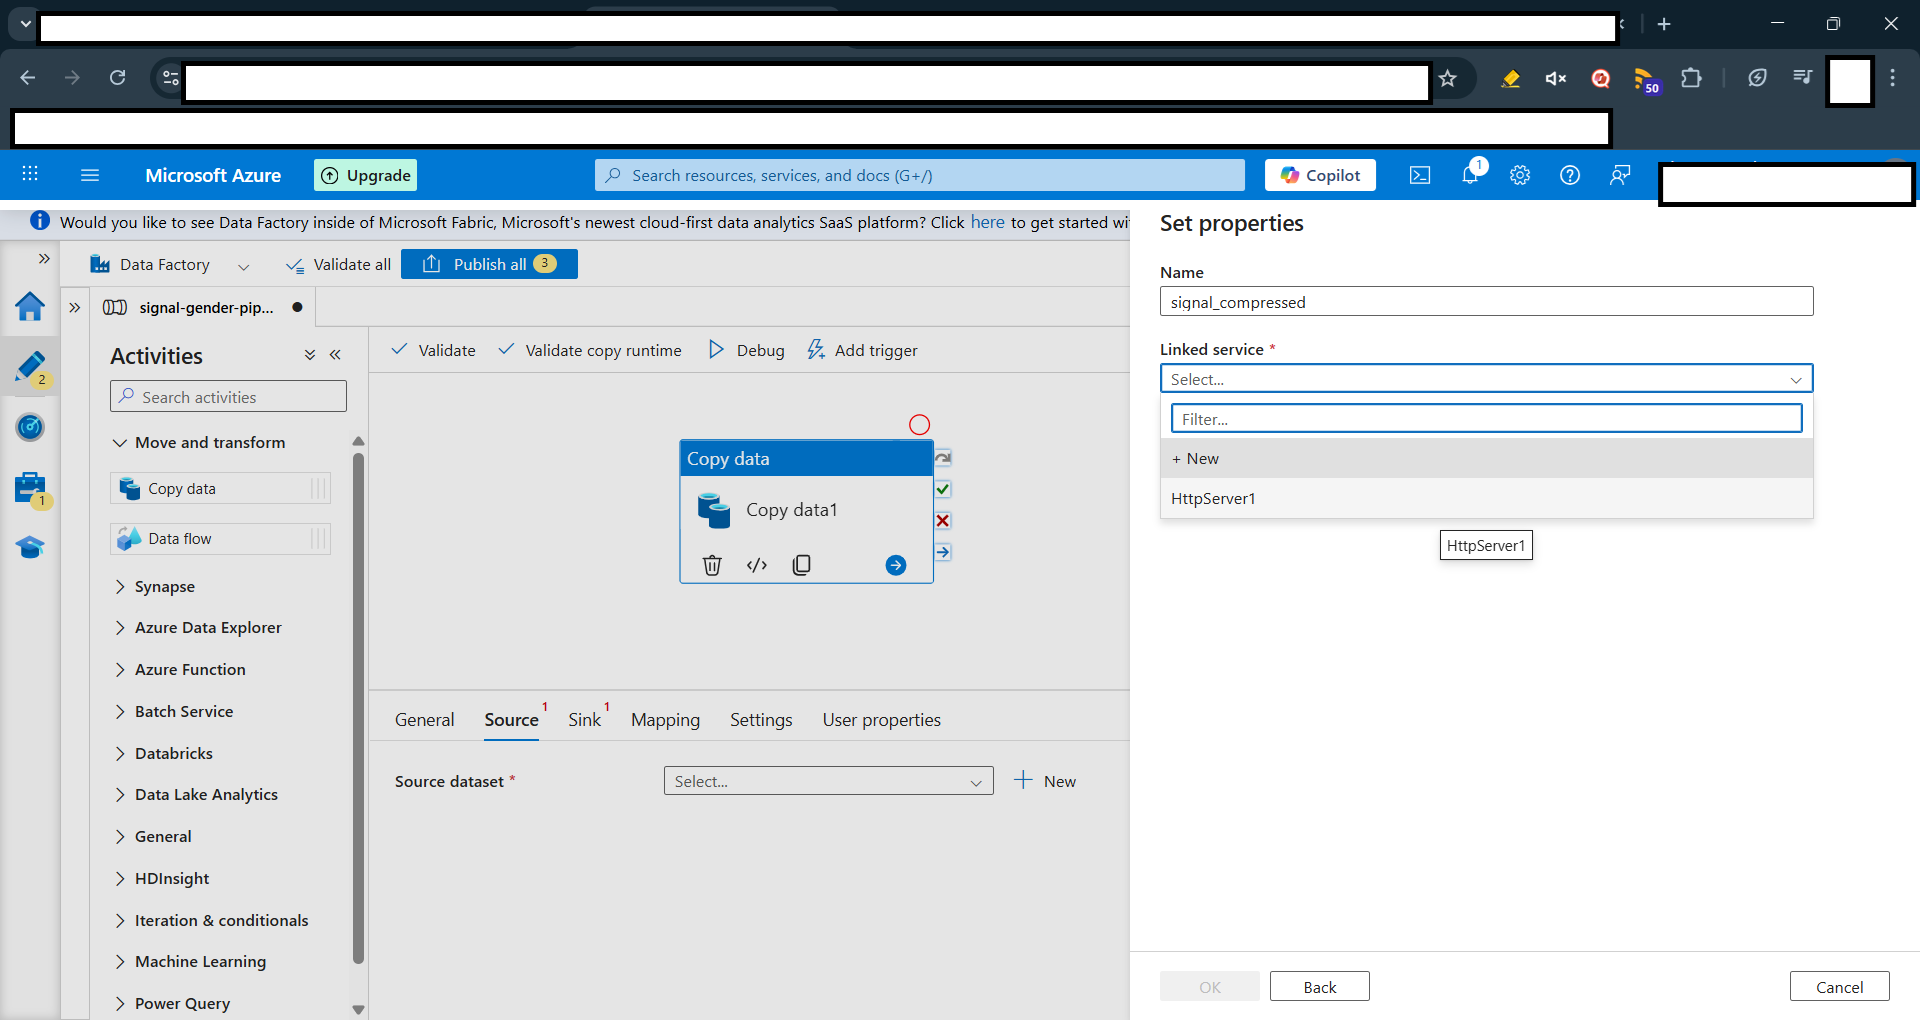 50
Microsoft Azure
Upgrade
Search resources, services, and docs (G+/)
Copilot
1
Would you like to see Data Factory inside of Microsoft Fabric, Microsoft's newest cloud-first data analytics SaaS platform? Click here to get started wi
Data Factory
Validate all
Publish all 3
signal-gender-pip...
2
1
Activities
Search activities
Move and transform
Copy data
Data flow
Synapse
Azure Data Explorer
Azure Function
Batch Service
Databricks
Data Lake Analytics
General
HDInsight
Iteration & conditionals
Machine Learning
Power Query
Validate
Validate copy runtime
Debug
Add trigger
Copy data
Copy data1
General
Source 1
Sink 1
Mapping
Settings
User properties
Source dataset *
Select...
New
Set properties
Name
signal_compressed
Linked service *
Select...
Filter...
+ New
HttpServer1
HttpServer1
OK
Back
Cancel